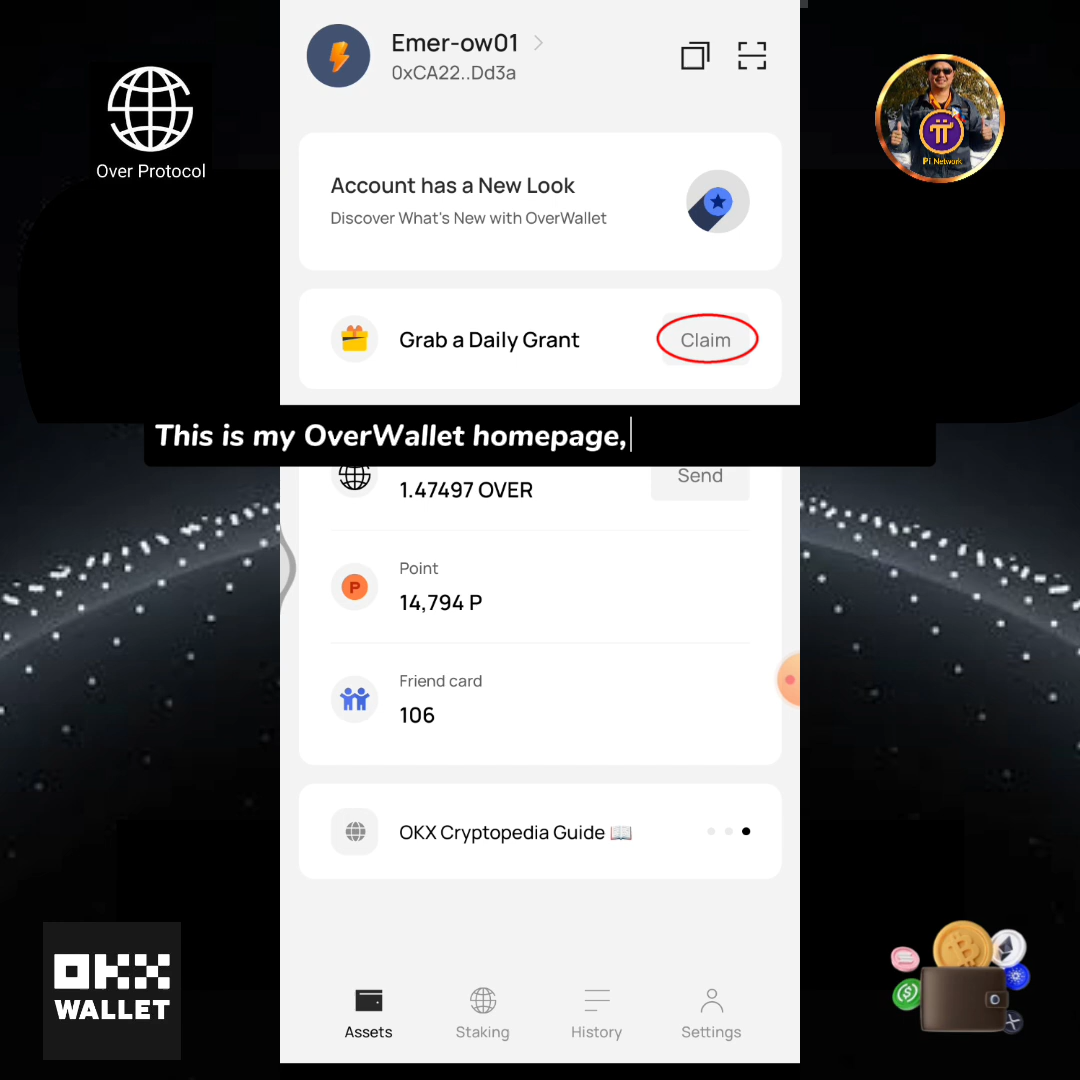 Emer-ow01
0xCA22..Dd3a
Over Protocol
Pi Network
Account has a New Look
Discover What's New with OverWallet
Grab a Daily Grant
Claim
This is my OverWallet homepage,
1.47497 OVER
Send
Point
P
14,794 P
Friend card
106
OKX Cryptopedia Guide 📖
OKX
WALLET
Assets
Staking
History
Settings